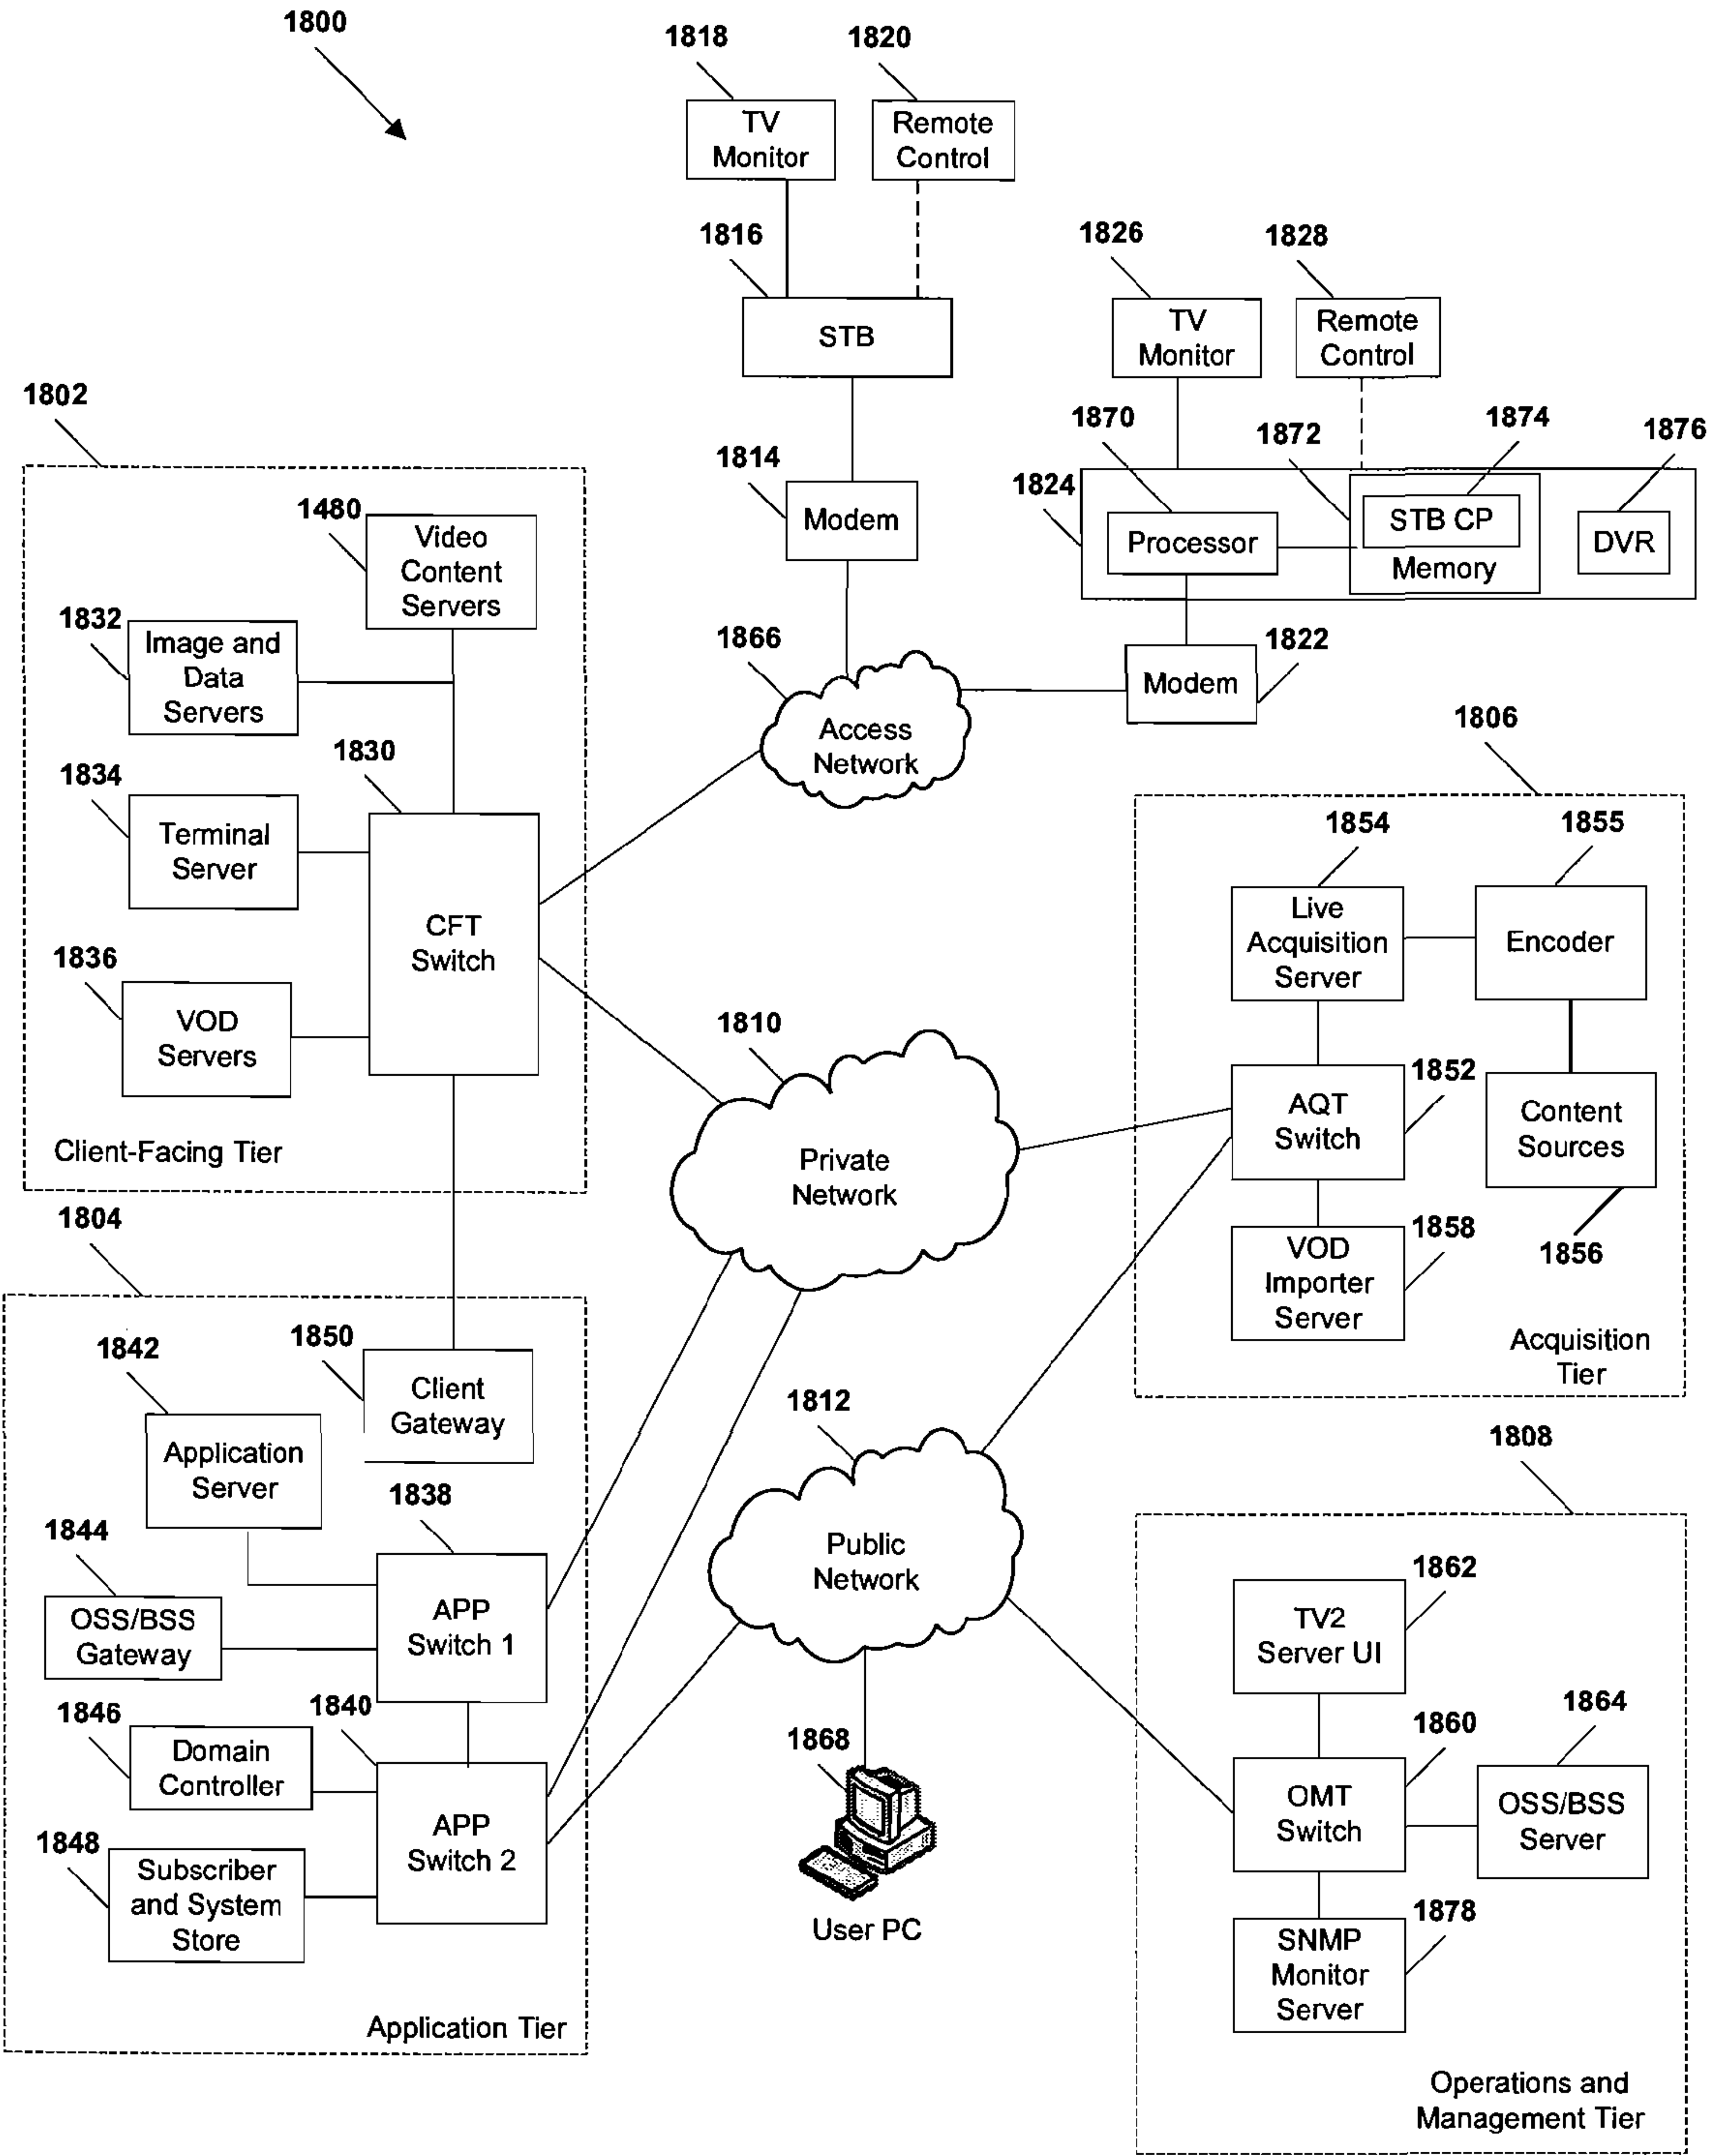 1800
1818
1820
TV
Monitor
Remote
Control
1816
STB
1826
1828
TV
Monitor
Remote
Control
1802
1814
Modem
1870
1872
1874
1876
1824
Processor
STB CP
Memory
DVR
1480
Video
Content
Servers
1832
Image and
Data
Servers
1866
Access
Network
1822
Modem
1830
1834
Terminal
Server
CFT
Switch
1836
VOD
Servers
Client-Facing Tier
1806
1854
1855
Live
Acquisition
Server
Encoder
1810
Private
Network
1852
AQT
Switch
Content
Sources
1858
1856
VOD
Importer
Server
Acquisition
Tier
1804
1842
1850
Client
Gateway
Application
Server
1838
1844
OSS/BSS
Gateway
APP
Switch 1
1846
1840
Domain
Controller
APP
Switch 2
1848
Subscriber
and System
Store
Application Tier
1812
Public
Network
1868
User PC
1808
1862
TV2
Server UI
1860
1864
OMT
Switch
OSS/BSS
Server
1878
SNMP
Monitor
Server
Operations and
Management Tier